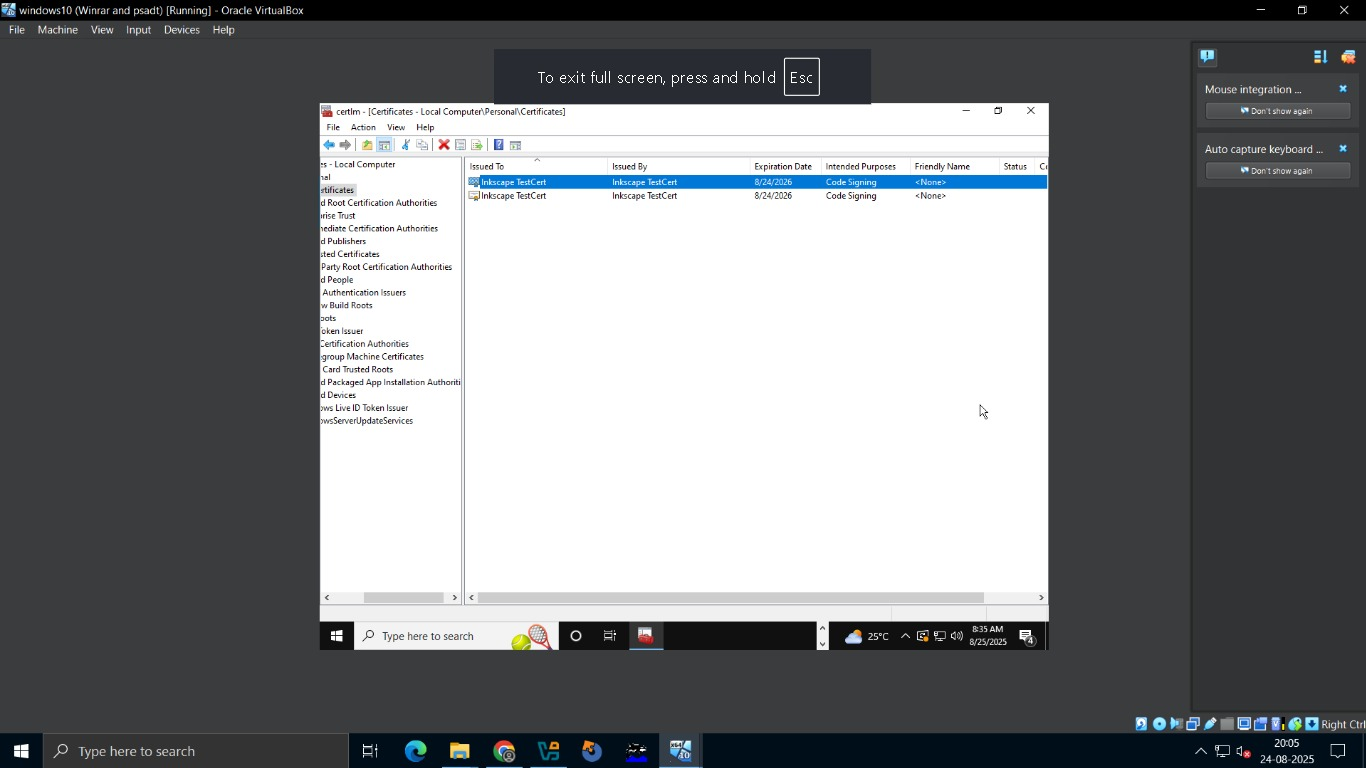 windows10 (Winrar and psadt) [Running] - Oracle VirtualBox
File Machine View Input Devices Help
To exit full screen, press and hold Esc
Mouse integration ...
Don't show again
Auto capture keyboard ...
Don't show again
certlm - [Certificates - Local Computer\Personal\Certificates]
File Action View Help
es - Local Computer
nal
ertificates
d Root Certification Authorities
rise Trust
nediate Certification Authorities
d Publishers
sted Certificates
Party Root Certification Authorities
d People
Authentication Issuers
w Build Roots
oots
oken Issuer
Certification Authorities
group Machine Certificates
Card Trusted Roots
d Packaged App Installation Authoriti
d Devices
ows Live ID Token Issuer
owsServerUpdateServices
Issued To Issued By Expiration Date Intended Purposes Friendly Name Status Ce
Inkscape TestCert Inkscape TestCert 8/24/2026 Code Signing <None>
Inkscape TestCert Inkscape TestCert 8/24/2026 Code Signing <None>
Type here to search
25°C
8:35 AM
8/25/2025
4
Right Ctrl
Type here to search
20:05
24-08-2025